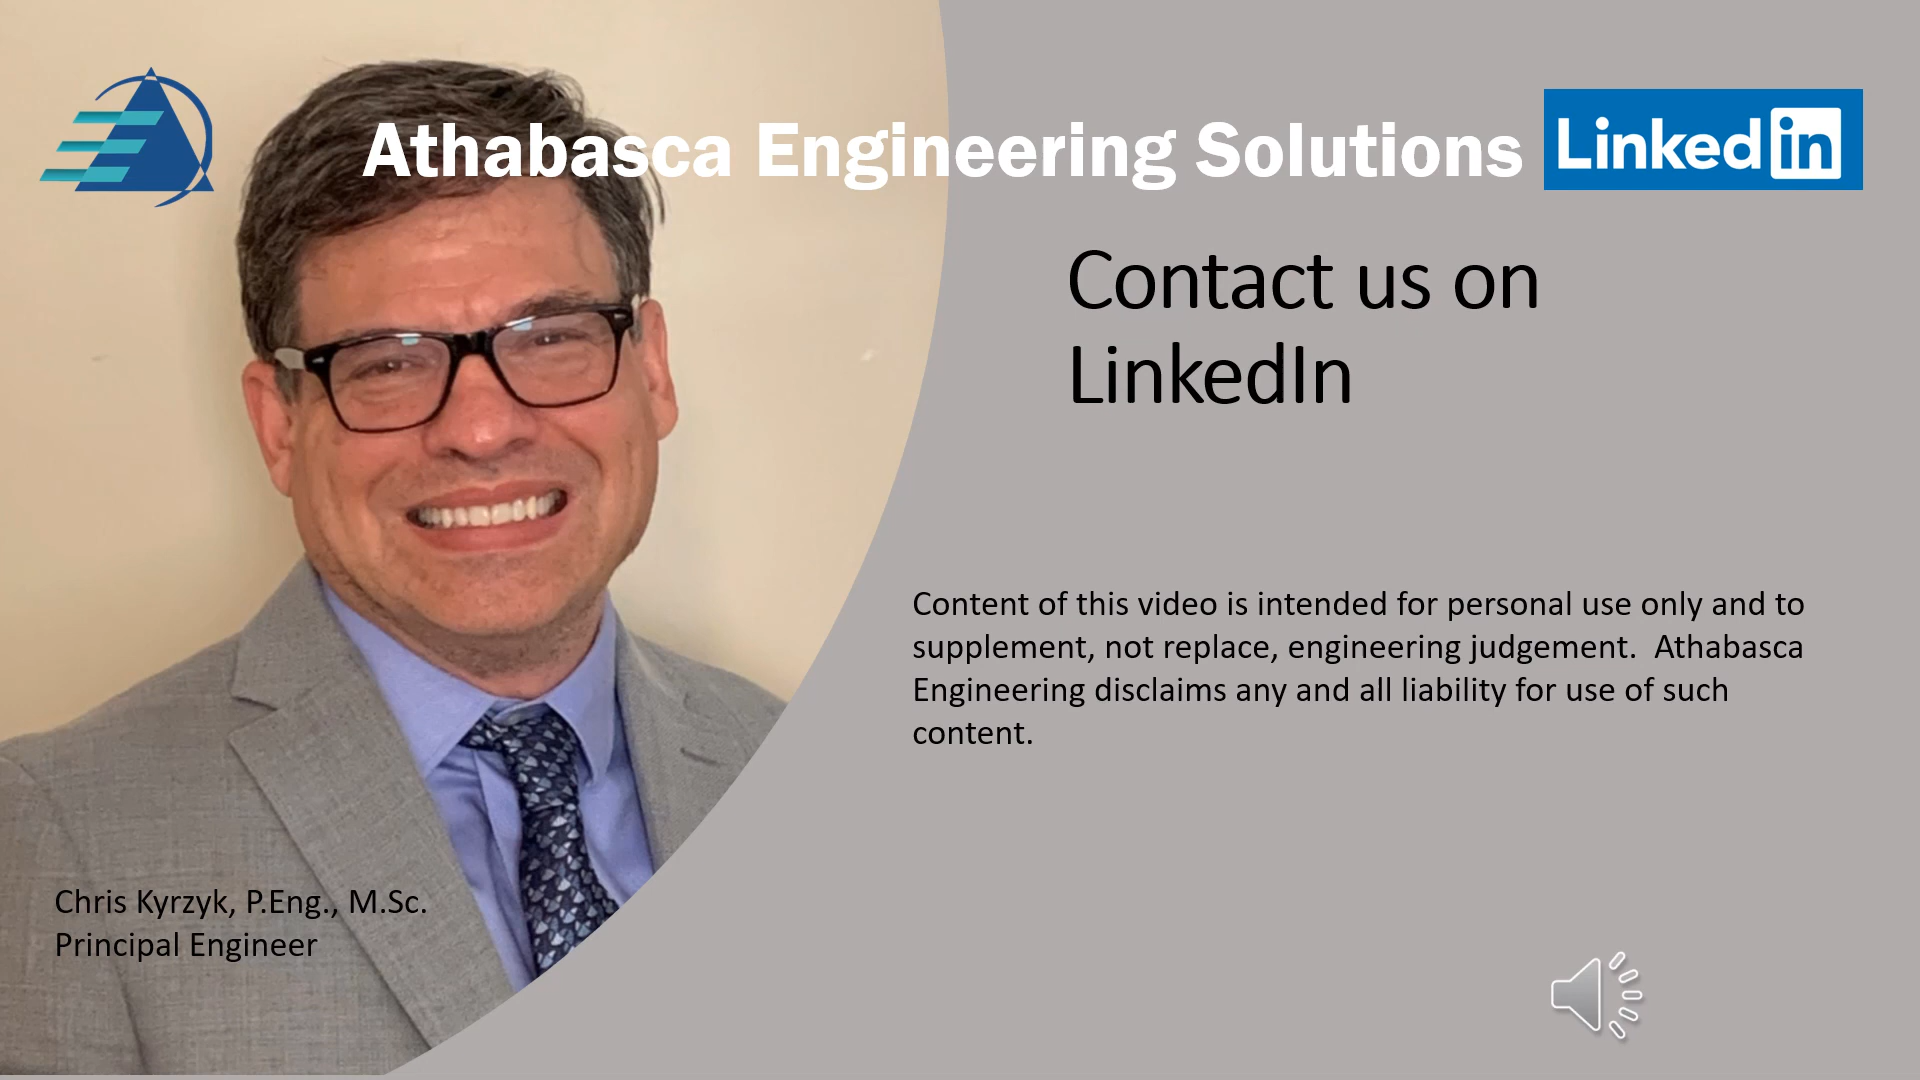 Athabasca Engineering Solutions
Linked in
Contact us on
LinkedIn
Content of this video is intended for personal use only and to
supplement, not replace, engineering judgement.  Athabasca
Engineering disclaims any and all liability for use of such
content.
Chris Kyrzyk, P.Eng., M.Sc.
Principal Engineer